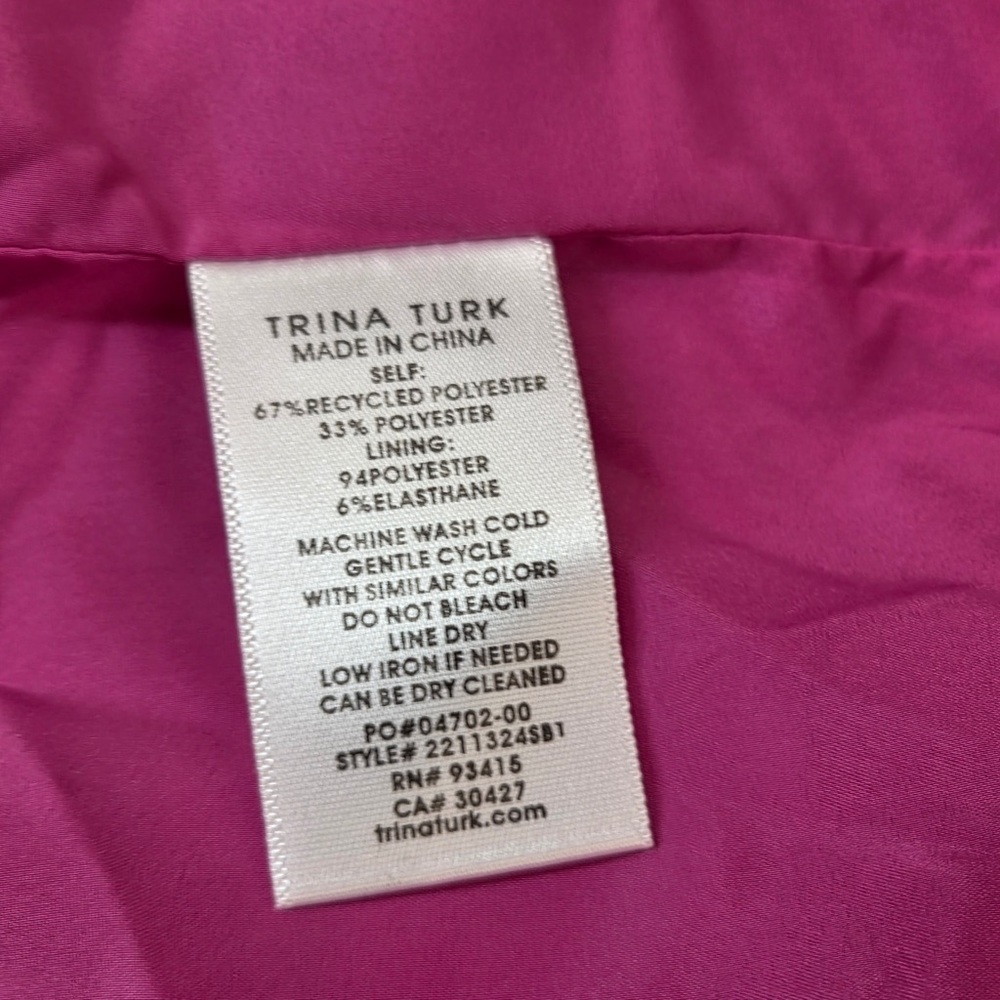 TRINA TURK
MADE IN CHINA
SELF:
67%RECYCLED POLYESTER
33% POLYESTER
LINING:
94POLYESTER
6%ELASTHANE
MACHINE WASH COLD
GENTLE CYCLE
WITH SIMILAR COLORS
DO NOT BLEACH
LINE DRY
LOW IRON IF NEEDED
CAN BE DRY CLEANED
PO#04702-00
STYLE# 2211324SB1
RN# 93415
CA# 30427
trinaturk.com